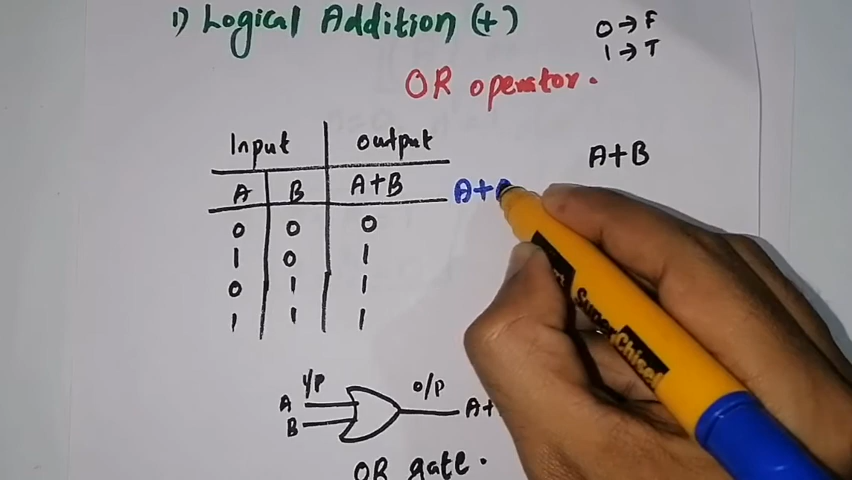 1) Logical Addition (+)
0 → F
1 → T
OR operator.
Input Output
A+B
A B A+B A+B
0 0 0
1 0 1
0 1 1
1 1 1
I/P O/P
A
B
A+
OR gate.
SuperChisel